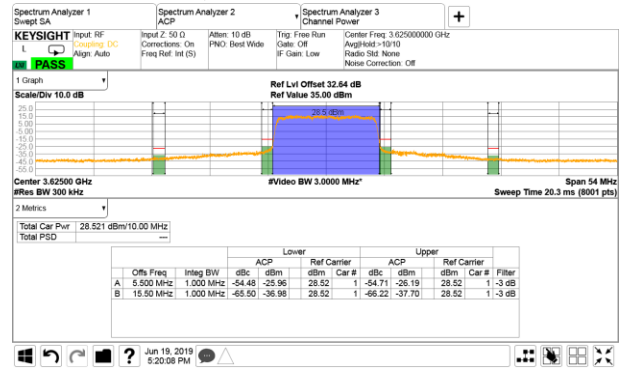 Spectrum Analyzer 1
Swept SA
Spectrum Analyzer 2
ACP
Spectrum Analyzer 3
Channel Power
+
KEYSIGHT
L
LXI PASS
Input: RF
Coupling: DC
Align: Auto
Input Z: 50 Ω
Corrections: On
Freq Ref: Int (S)
Atten: 10 dB
PNO: Best Wide
Trig: Free Run
Gate: Off
IF Gain: Low
Center Freq: 3.625000000 GHz
Avg|Hold:>10/10
Radio Std: None
Noise Correction: Off
1 Graph
Scale/Div 10.0 dB
Ref Lvl Offset 32.64 dB
Ref Value 35.00 dBm
28.5 dBm
25.0
15.0
5.00
-5.00
-15.0
-25.0
-35.0
-45.0
-55.0
Center 3.62500 GHz
#Res BW 300 kHz
#Video BW 3.0000 MHz*
Span 54 MHz
Sweep Time 20.3 ms (8001 pts)
2 Metrics
Total Car Pwr 28.521 dBm/10.00 MHz
Total PSD ---
Lower Upper
ACP Ref Carrier ACP Ref Carrier
Offs Freq Integ BW dBc dBm dBm Car # dBc dBm dBm Car # Filter
A 5.500 MHz 1.000 MHz -54.48 -25.96 28.52 1 -54.71 -26.19 28.52 1 -3 dB
B 15.50 MHz 1.000 MHz -65.50 -36.98 28.52 1 -66.22 -37.70 28.52 1 -3 dB
?
Jun 19, 2019
5:20:08 PM